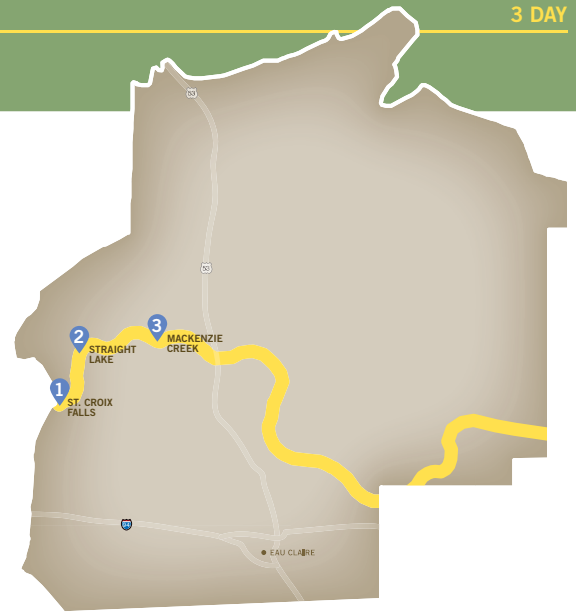 3 DAY
53
53
3
MACKENZIE
CREEK
2
STRAIGHT
LAKE
1
ST. CROIX
FALLS
EAU CLAIRE